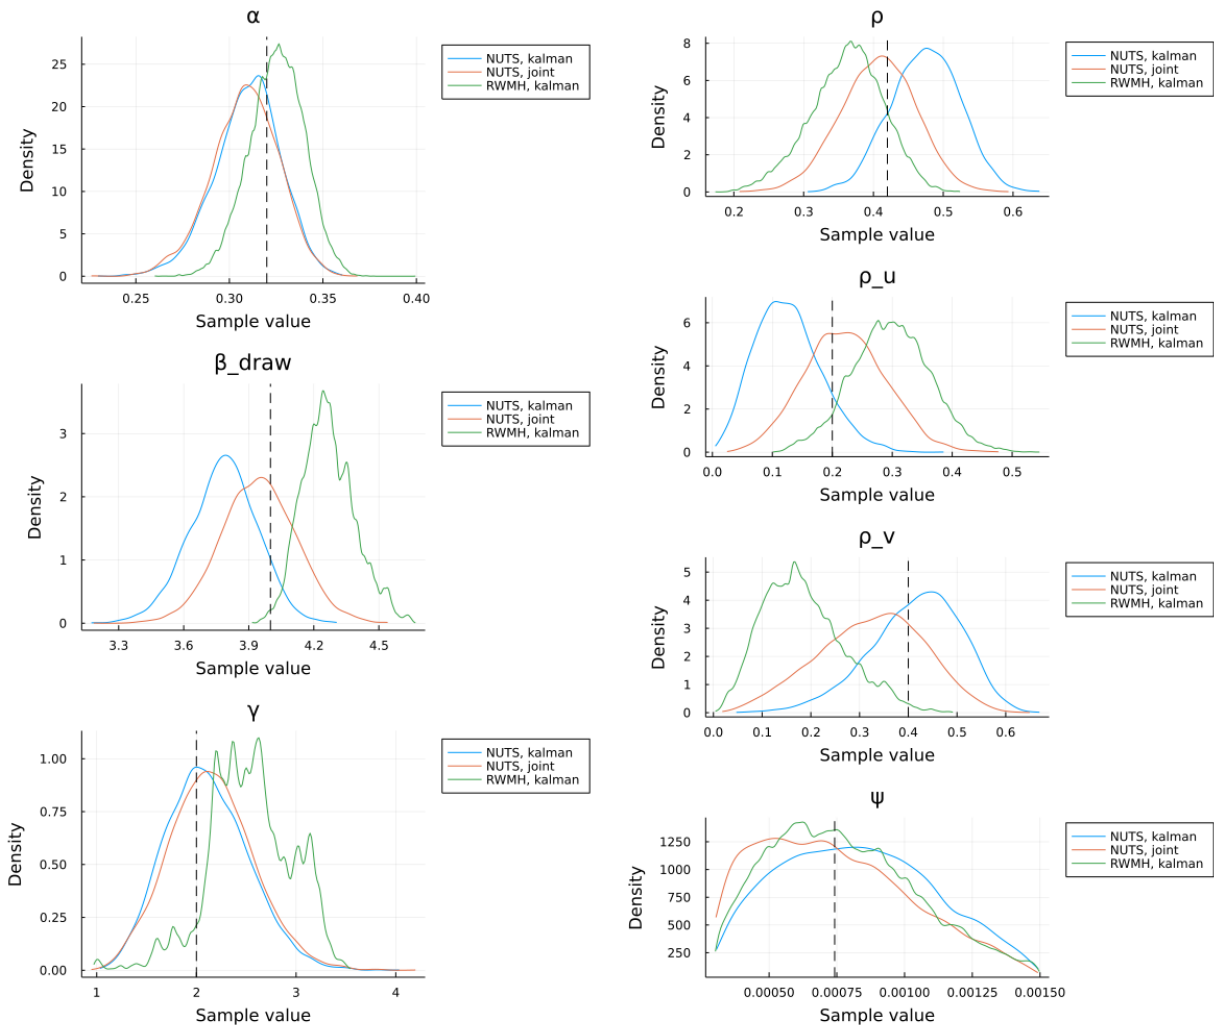 α
NUTS, kalman
NUTS, joint
RWMH, kalman
Density
25
20
15
10
5
0
0.25 0.30 0.35 0.40
Sample value
β_draw
NUTS, kalman
NUTS, joint
RWMH, kalman
Density
3
2
1
0
3.3 3.6 3.9 4.2 4.5
Sample value
γ
NUTS, kalman
NUTS, joint
RWMH, kalman
Density
1.00
0.75
0.50
0.25
0.00
1 2 3 4
Sample value
ρ
NUTS, kalman
NUTS, joint
RWMH, kalman
Density
8
6
4
2
0
0.2 0.3 0.4 0.5 0.6
Sample value
ρ_u
NUTS, kalman
NUTS, joint
RWMH, kalman
Density
6
4
2
0
0.0 0.1 0.2 0.3 0.4 0.5
Sample value
ρ_v
NUTS, kalman
NUTS, joint
RWMH, kalman
Density
5
4
3
2
1
0
0.0 0.1 0.2 0.3 0.4 0.5 0.6
Sample value
ψ
NUTS, kalman
NUTS, joint
RWMH, kalman
Density
1250
1000
750
500
250
0.00050 0.00075 0.00100 0.00125 0.00150
Sample value